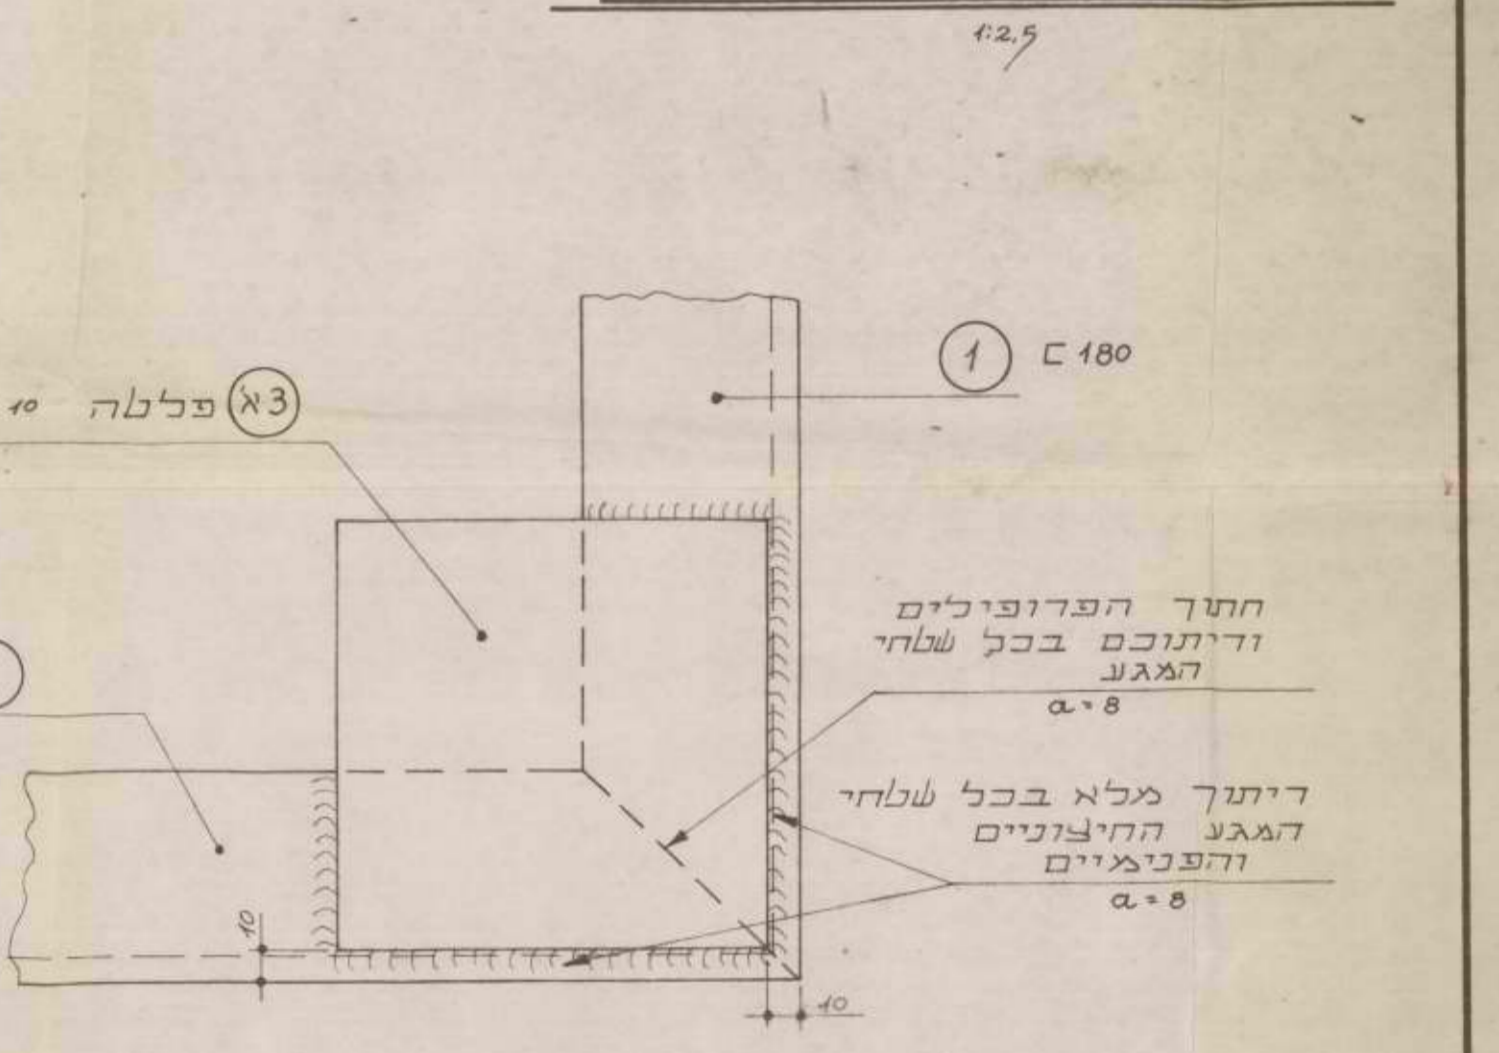 1:2,5
1 ⊏ 180
3א' פלטה 10
חתוך הפרופילים
וריתוכם בכל שטחי
המגע
a=8
ריתוך מלא בכל שטחי
המגע החיצוניים
והפנימיים
a=8
10
10